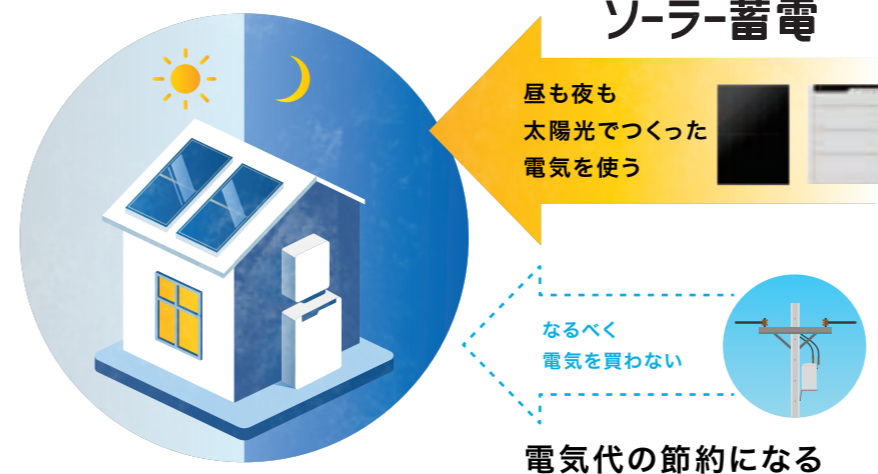 ソーラー蓄電
昼も夜も
太陽光でつくった
電気を使う
なるべく
電気を買わない
電気代の節約になる